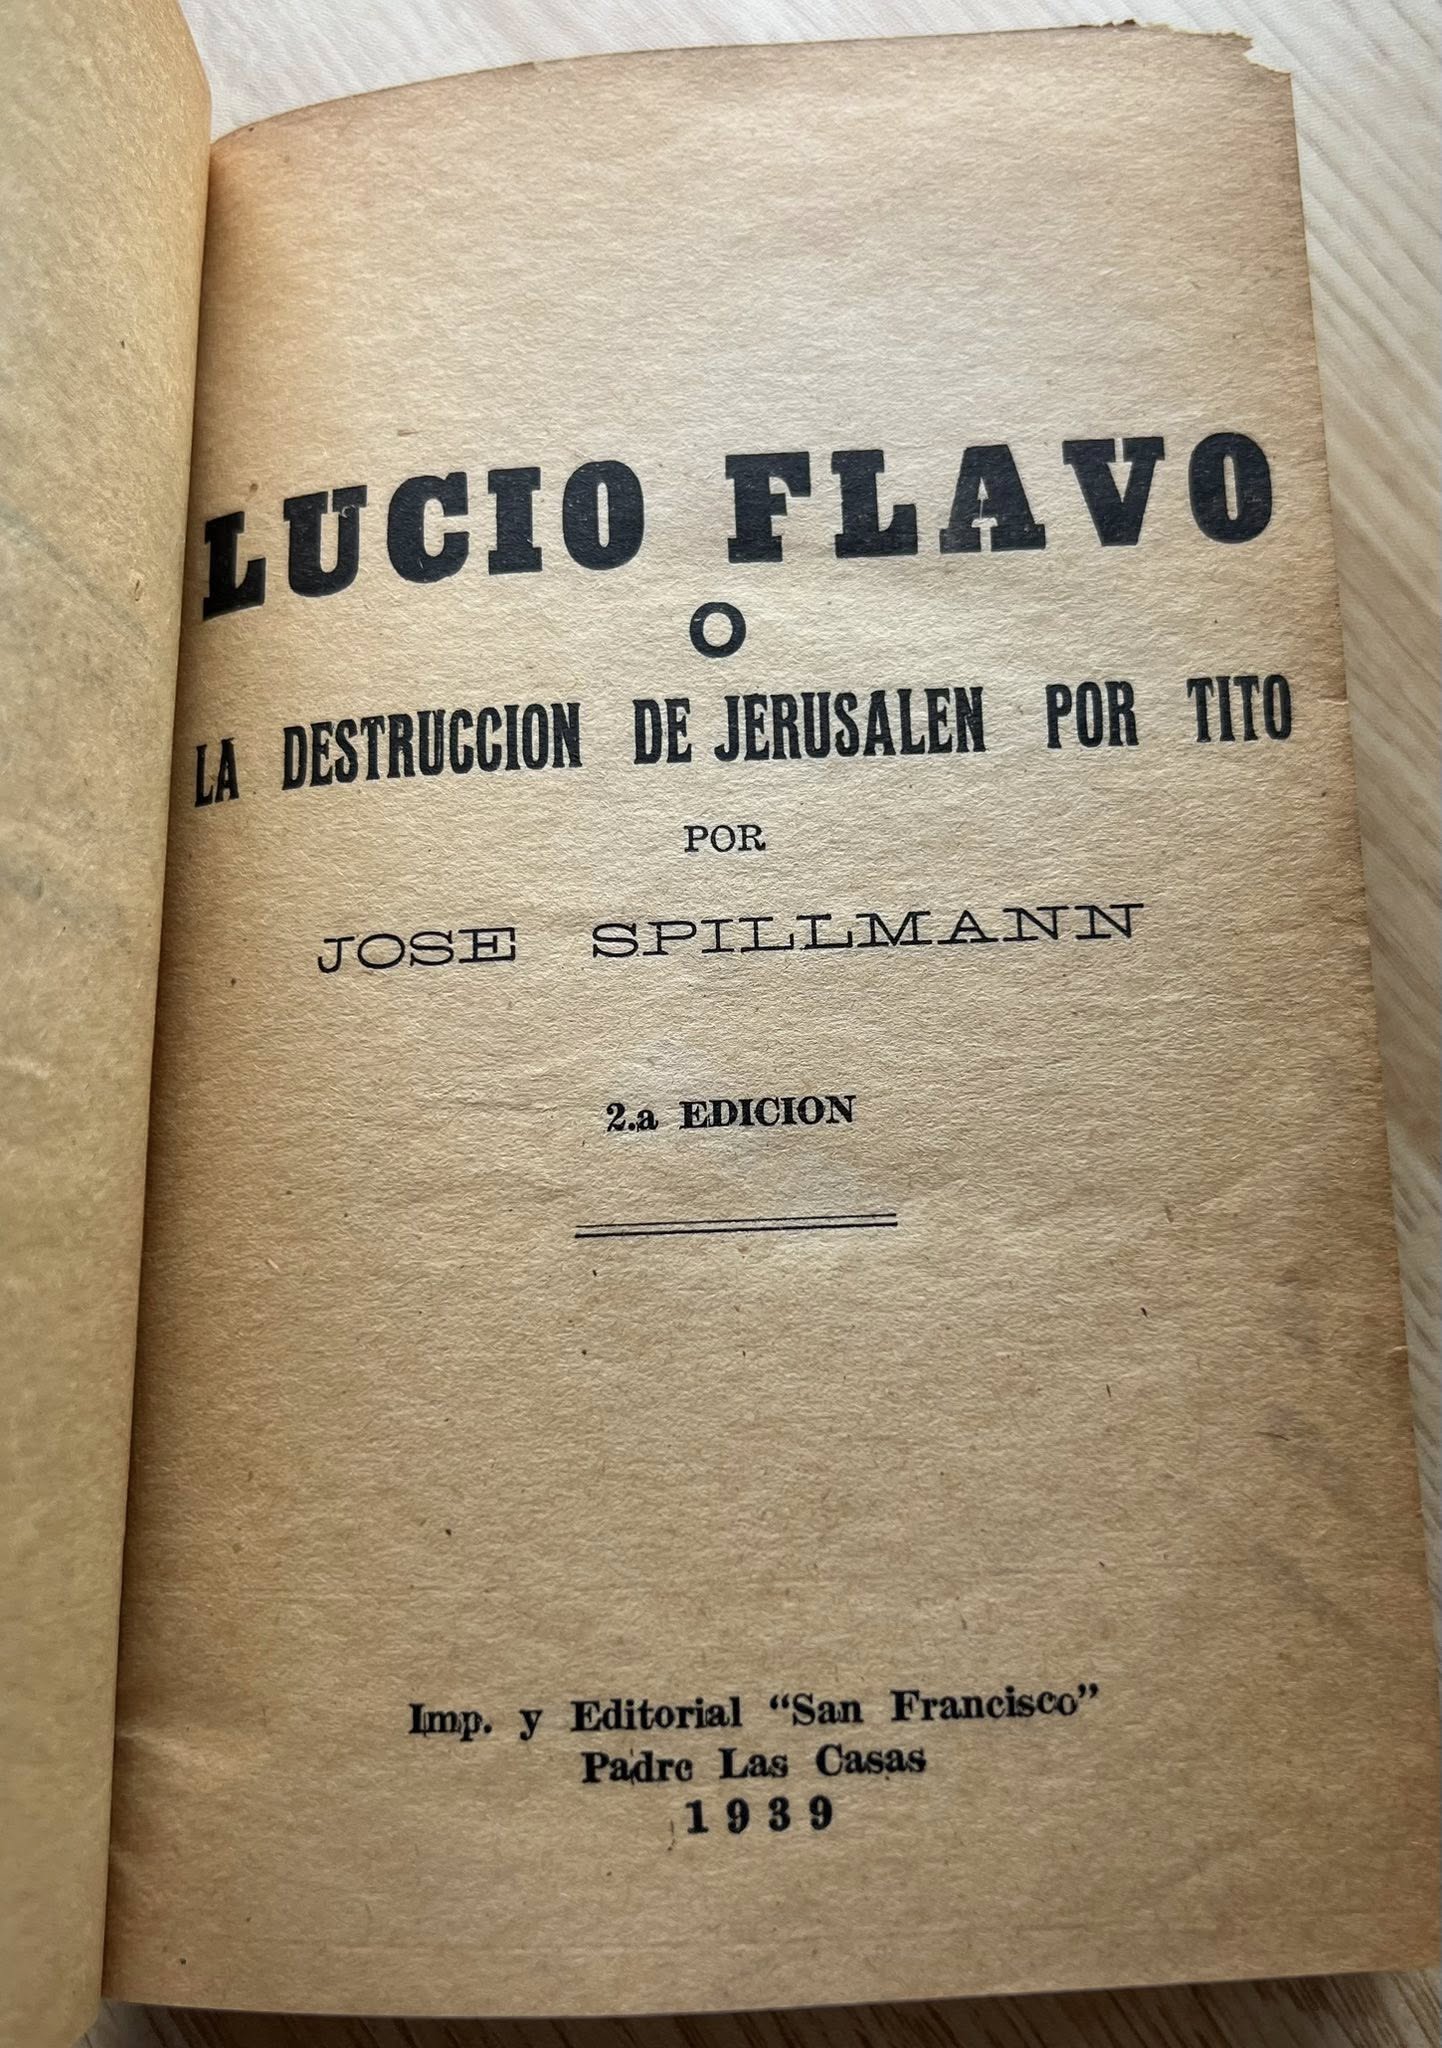 LUCIO FLAVO
O
LA DESTRUCCION DE JERUSALEN POR TITO
POR
JOSE SPILLMANN
2.a EDICION
Imp. y Editorial “San Francisco”
Padre Las Casas
1939